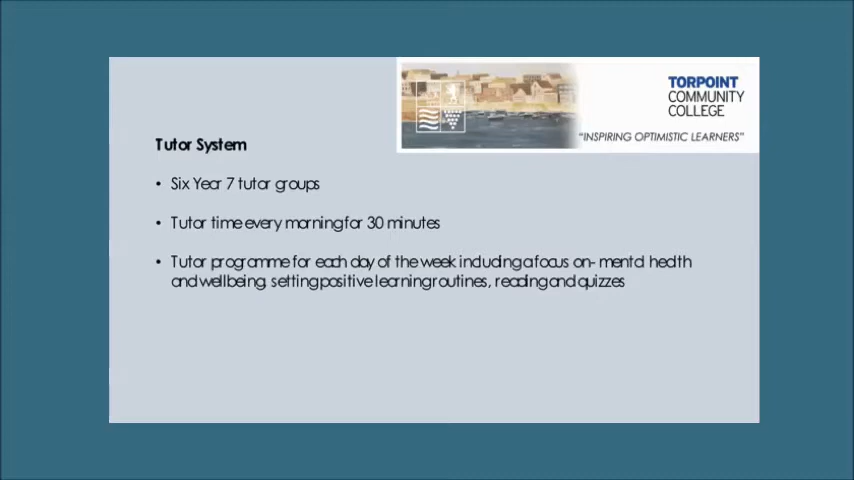 TORPOINT
COMMUNITY
COLLEGE
"INSPIRING OPTIMISTIC LEARNERS"
Tutor System
• Six Year 7 tutor groups
• Tutor time every morning for 30 minutes
• Tutor programme for each day of the week including a focus on- mental health
and wellbeing, setting positive learning routines, reading and quizzes